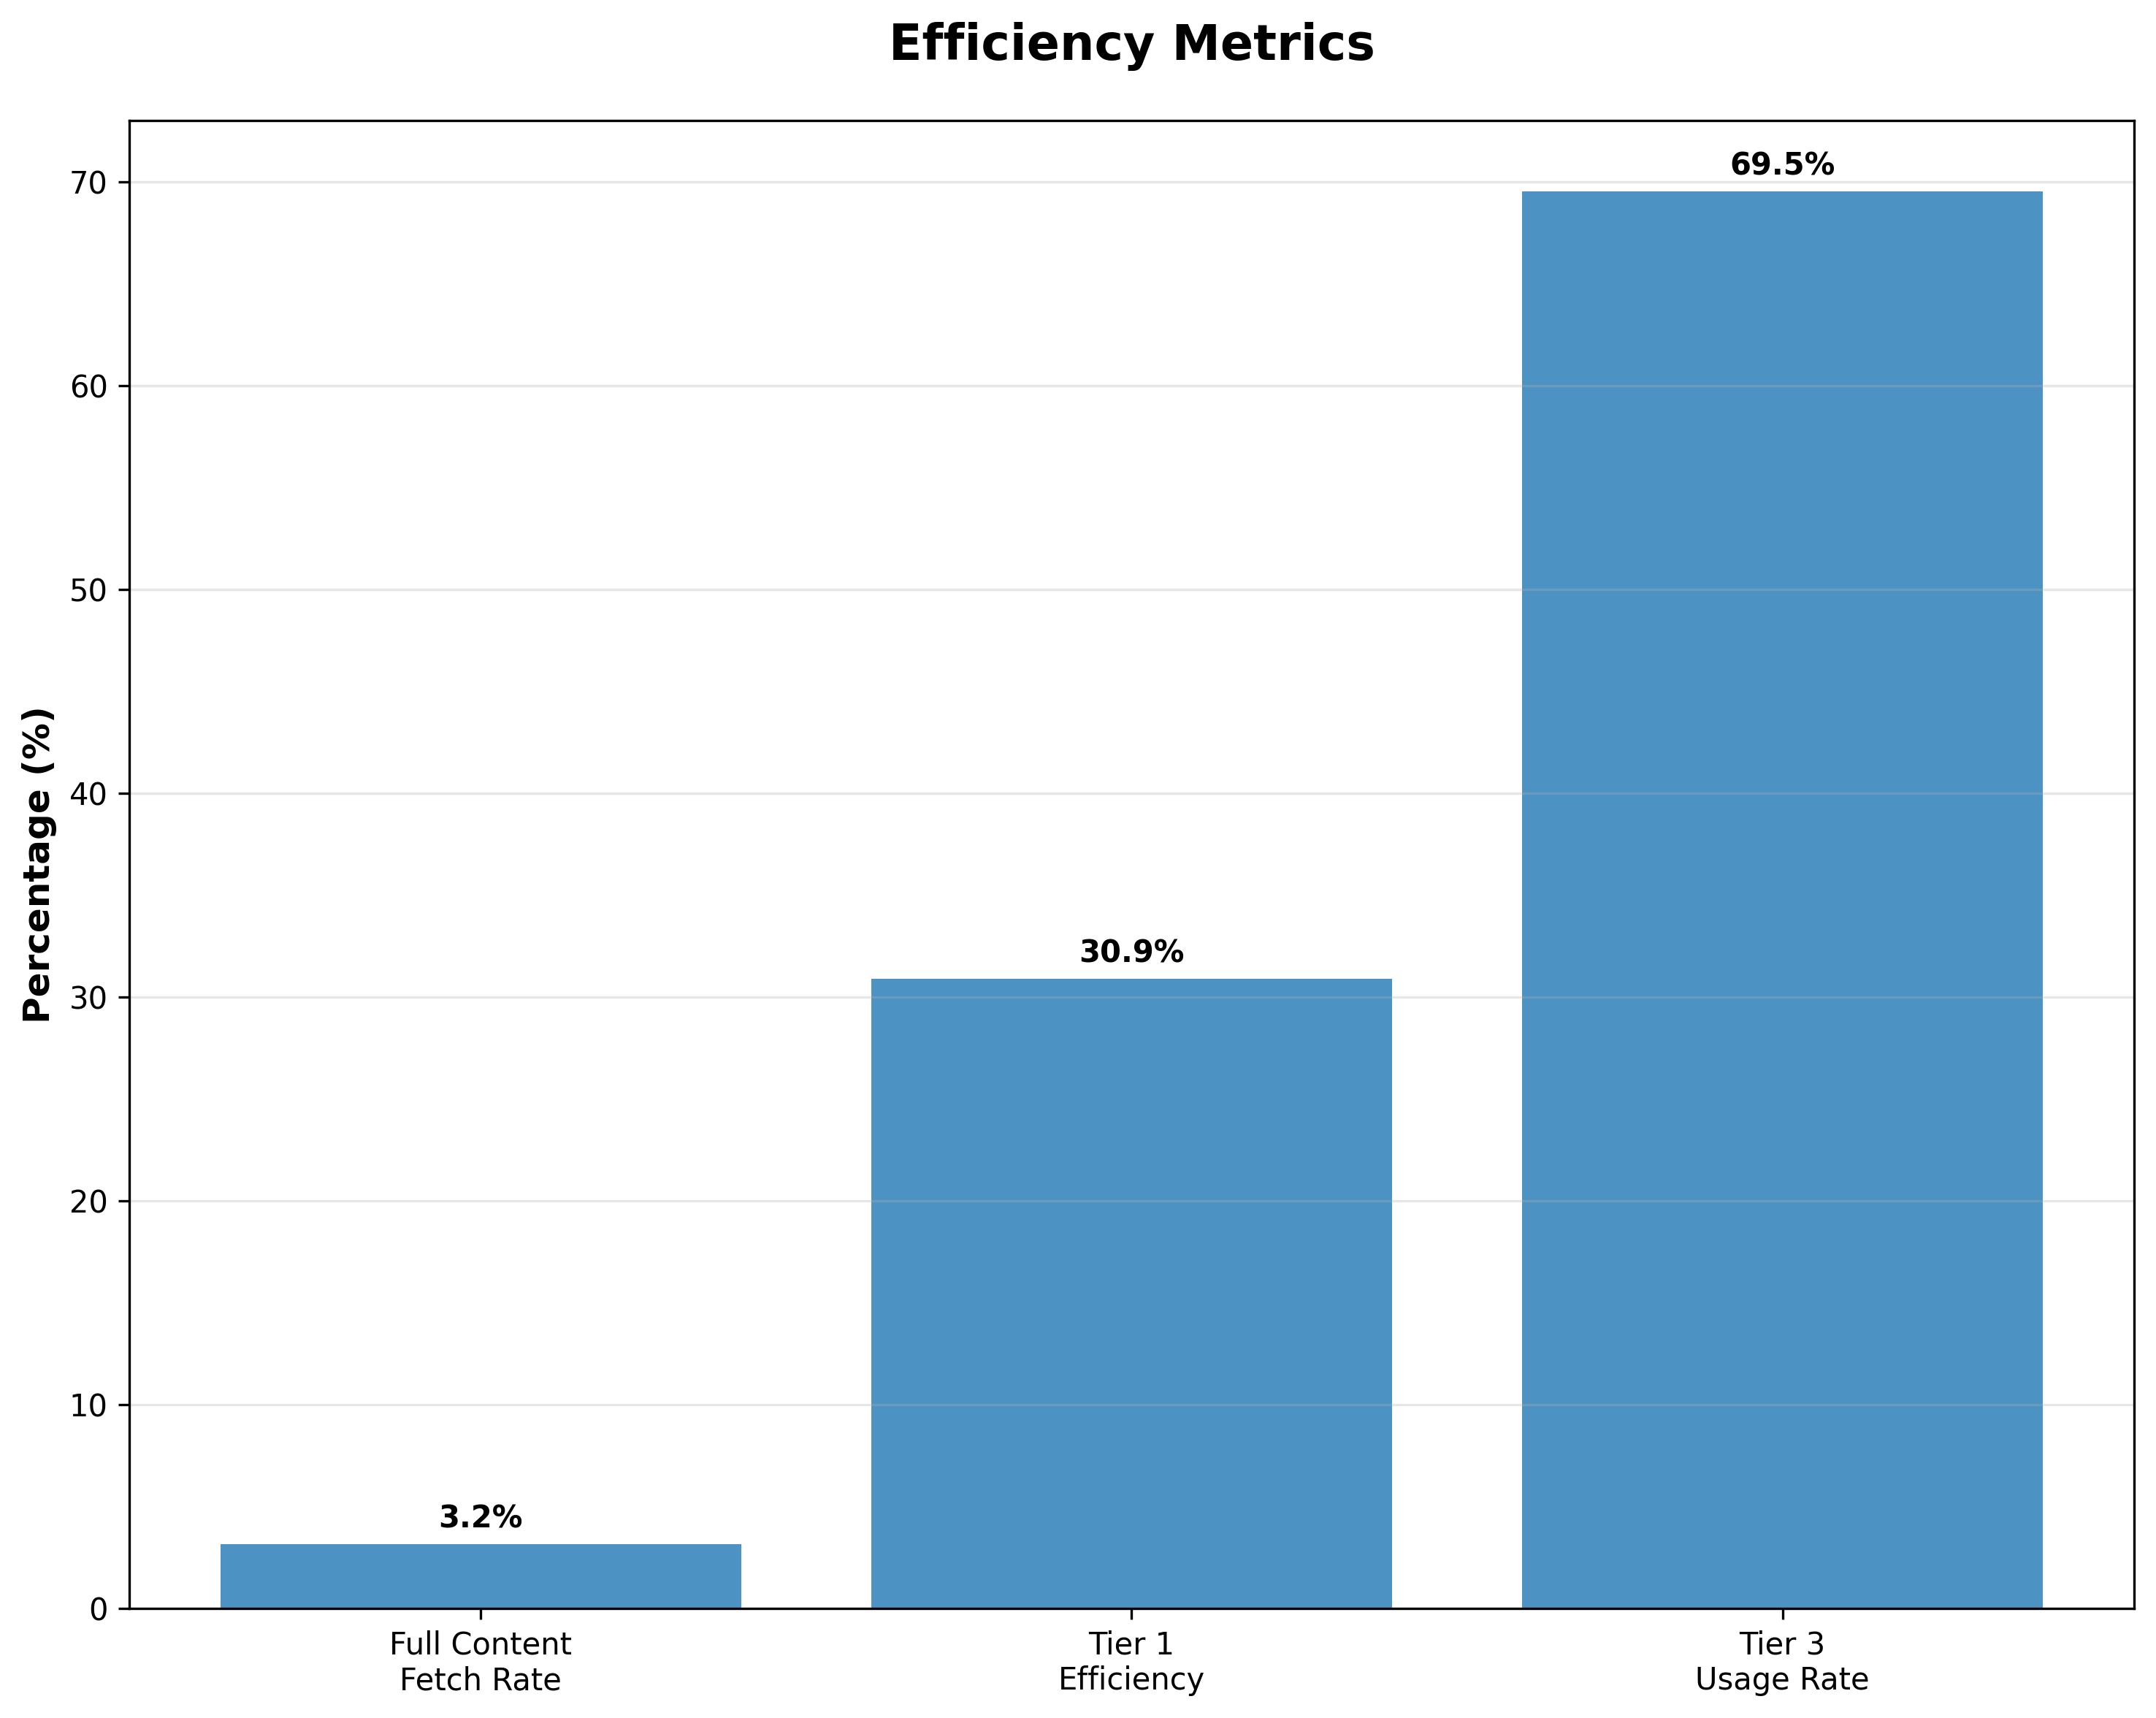 Efficiency Metrics
Percentage (%)
70
60
50
40
30
20
10
0
3.2%
30.9%
69.5%
Full Content
Fetch Rate
Tier 1
Efficiency
Tier 3
Usage Rate